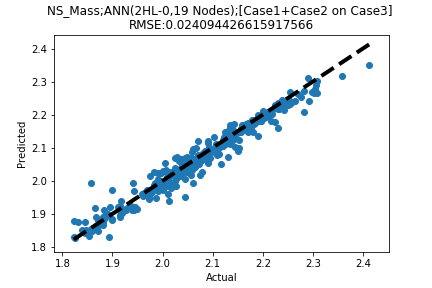 NS_Mass;ANN(2HL-0,19 Nodes);[Case1+Case2 on Case3]
RMSE:0.024094426615917566
2.4
2.3
2.2
2.1
2.0
1.9
1.8
Predicted
1.8 1.9 2.0 2.1 2.2 2.3 2.4
Actual